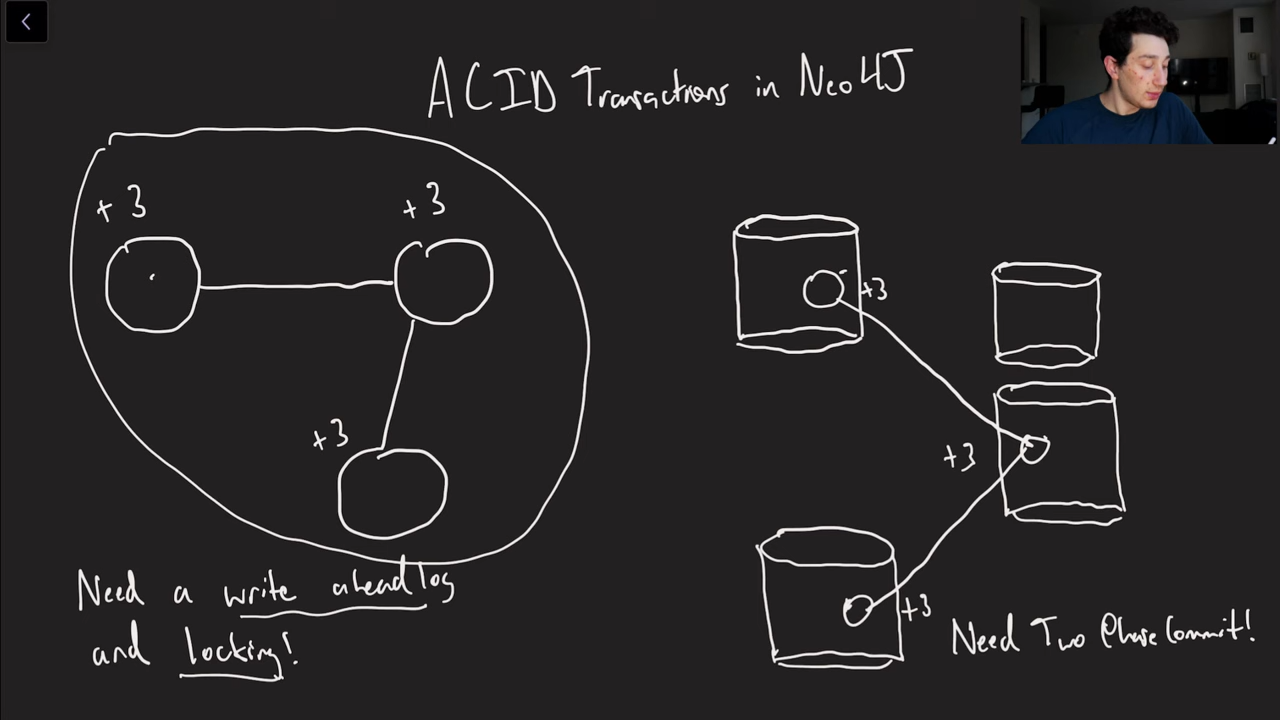 ACID Transactions in Neo4J
+3
+3
+3
Need a write ahead log
and locking!
+3
+3
+3
Need Two Phase Commit!